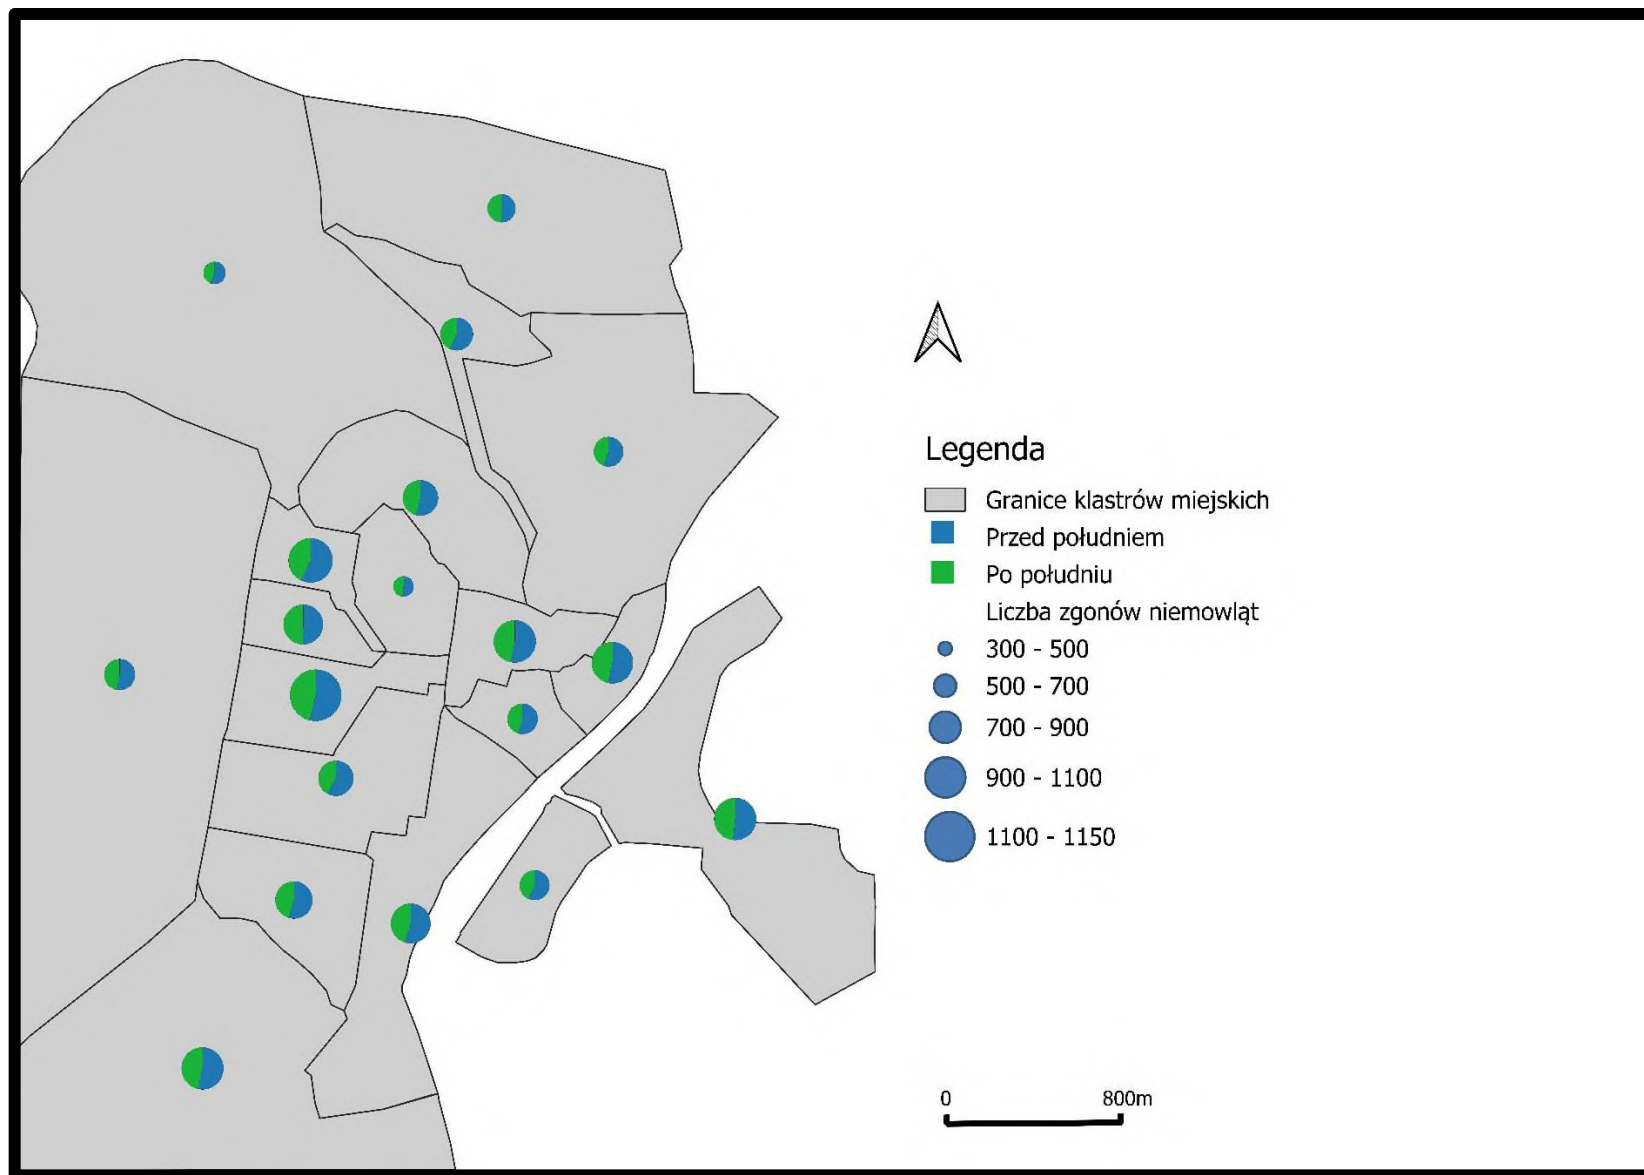 Legenda
Granice klastrów miejskich
Przed południem
Po południu
Liczba zgonów niemowląt
300 - 500
500 - 700
700 - 900
900 - 1100
1100 - 1150
0 800m